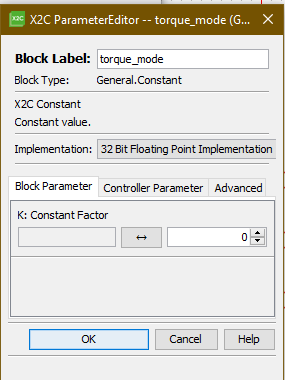 X2C X2C ParameterEditor -- torque_mode (G...
Block Label: torque_mode
Block Type: General.Constant
X2C Constant
Constant value.
Implementation: 32 Bit Floating Point Implementation
Block Parameter Controller Parameter Advanced
K: Constant Factor
0
OK Cancel Help